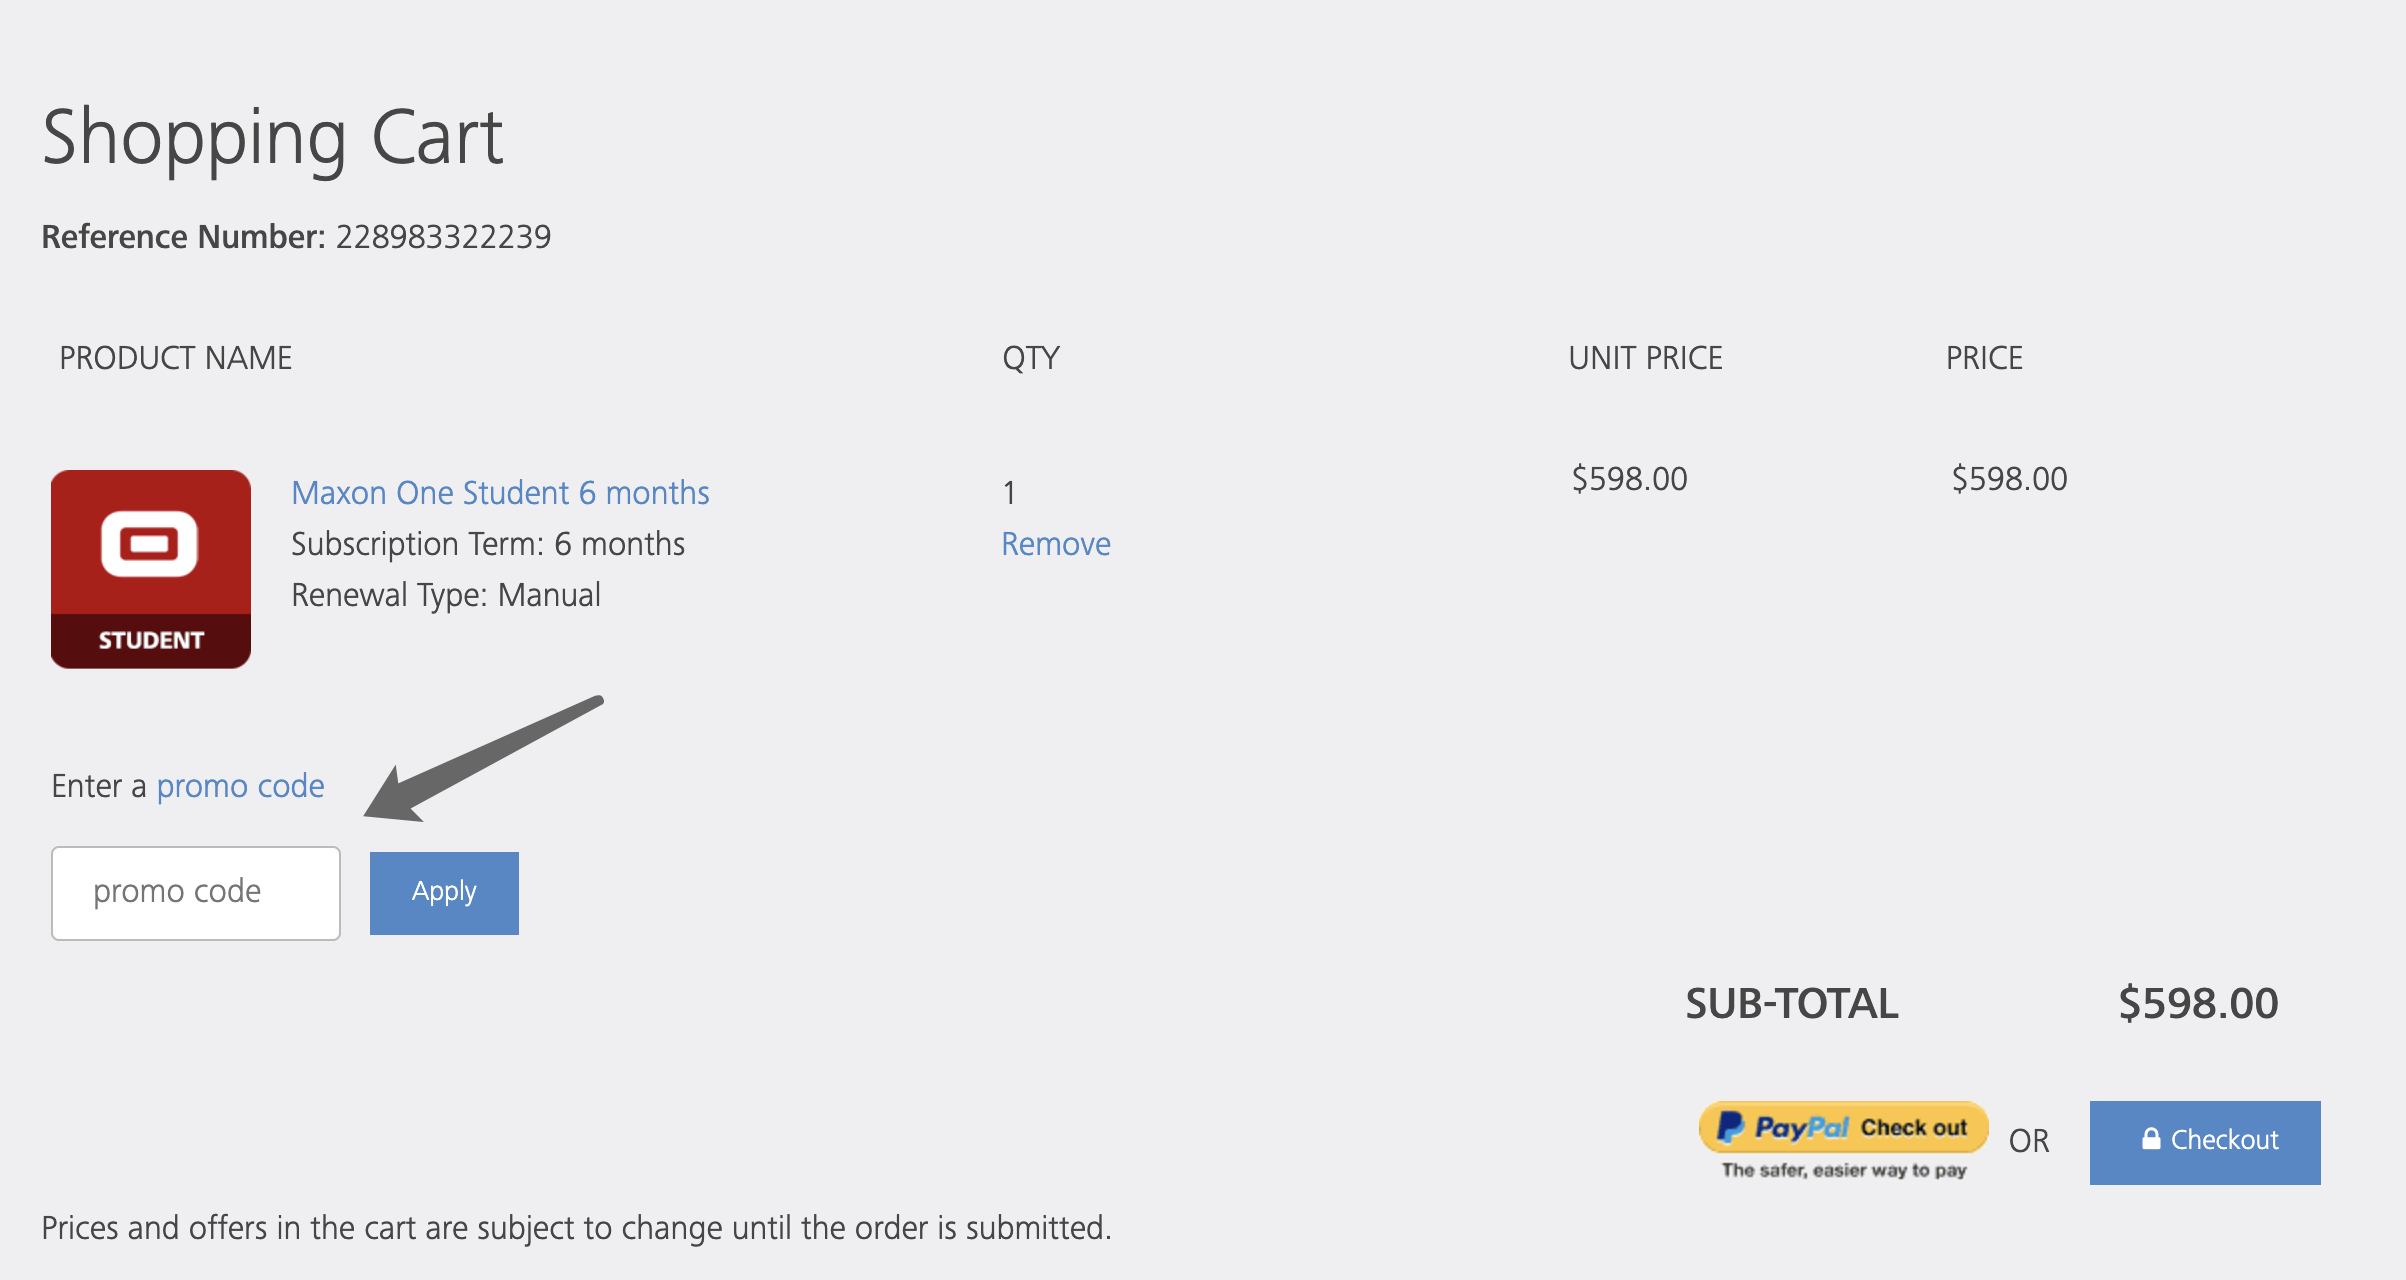 Shopping Cart
Reference Number: 228983322239
PRODUCT NAME QTY UNIT PRICE PRICE
Maxon One Student 6 months 1 $598.00 $598.00
Subscription Term: 6 months Remove
Renewal Type: Manual
STUDENT
Enter a promo code
promo code Apply
SUB-TOTAL $598.00
PayPal Check out OR Checkout
The safer, easier way to pay
Prices and offers in the cart are subject to change until the order is submitted.